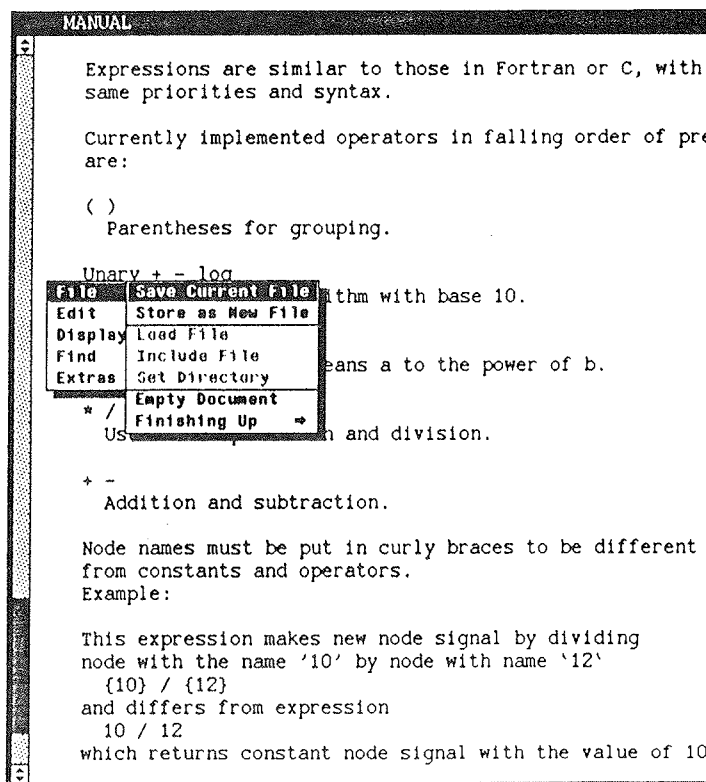 MANUAL
Expressions are similar to those in Fortran or C, with
same priorities and syntax.
Currently implemented operators in falling order of pre
are:
( )
Parentheses for grouping.
Unary + - log
File
Edit
Display
Find
Extras
Save Current File
Store as New File
Load File
Include File
Set Directory
Empty Document
Finishing Up ⇒
ithm with base 10.
eans a to the power of b.
* /
Us n and division.
+ -
Addition and subtraction.
Node names must be put in curly braces to be different
from constants and operators.
Example:
This expression makes new node signal by dividing
node with the name '10' by node with name `12`
{10} / {12}
and differs from expression
10 / 12
which returns constant node signal with the value of 10